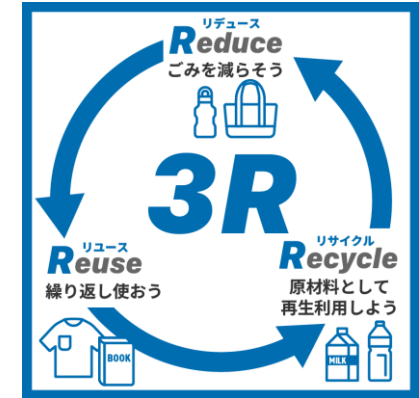 リデュース
Reduce
ごみを減らそう
3R
リユース
Reuse
繰り返し使おう
BOOK
リサイクル
Recycle
原材料として
再生利用しよう
MILK